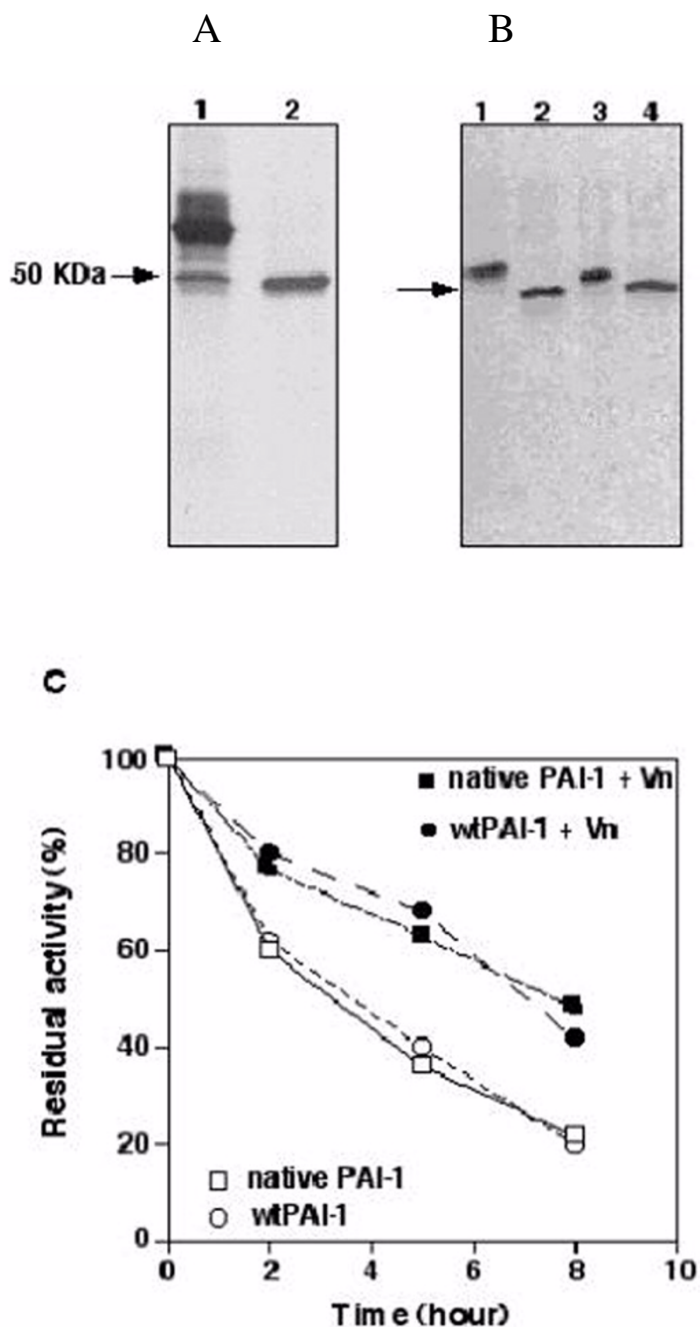 A B
1 2
1 2 3 4
50 KDa
C
100
80
60
40
20
0
Residual activity (%)
native PAI-1 + Vn
wtPAI-1 + Vn
native PAI-1
wtPAI-1
0 2 4 6 8 10
Time (hour)